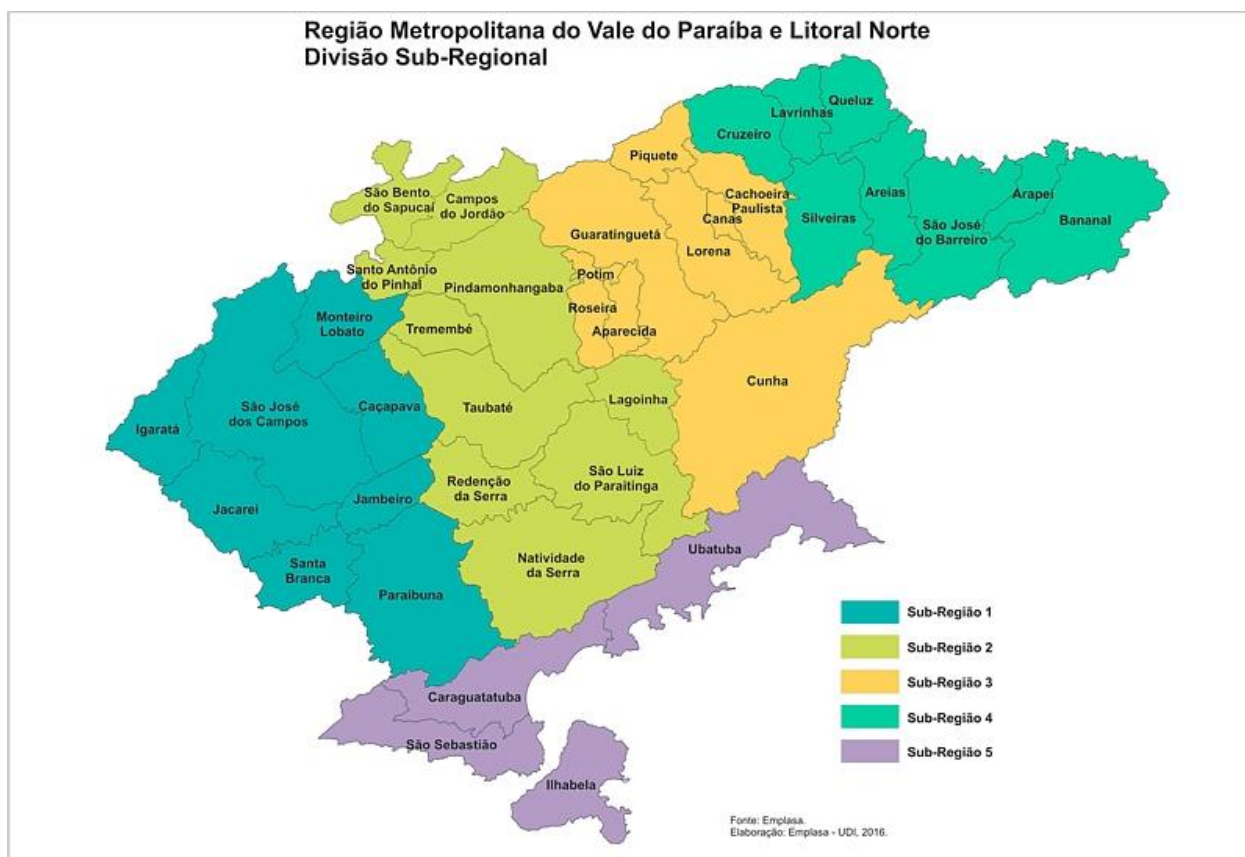 Região Metropolitana do Vale do Paraíba e Litoral Norte
Divisão Sub-Regional
Queluz
Lavrinhas
Cruzeiro
Piquete
São Bento
do Sapucaí
Campos
do Jordão
Cachoeira
Paulista
Canas
Silveiras
Areias
Arapei
São José
do Barreiro
Bananal
Guaratinguetá
Lorena
Santo Antônio
do Pinhal
Pindamonhangaba
Potim
Roseira
Aparecida
Monteiro
Lobato
Tremembé
Cunha
São José
dos Campos
Caçapava
Taubaté
Lagoinha
Igaratá
Redenção
da Serra
São Luiz
do Paraitinga
Jacarei
Jambeiro
Santa
Branca
Paraibuna
Natividade
da Serra
Ubatuba
Caraguatatuba
São Sebastião
Ilhabela
Sub-Região 1
Sub-Região 2
Sub-Região 3
Sub-Região 4
Sub-Região 5
Fonte: Emplasa.
Elaboração: Emplasa - UDI, 2016.